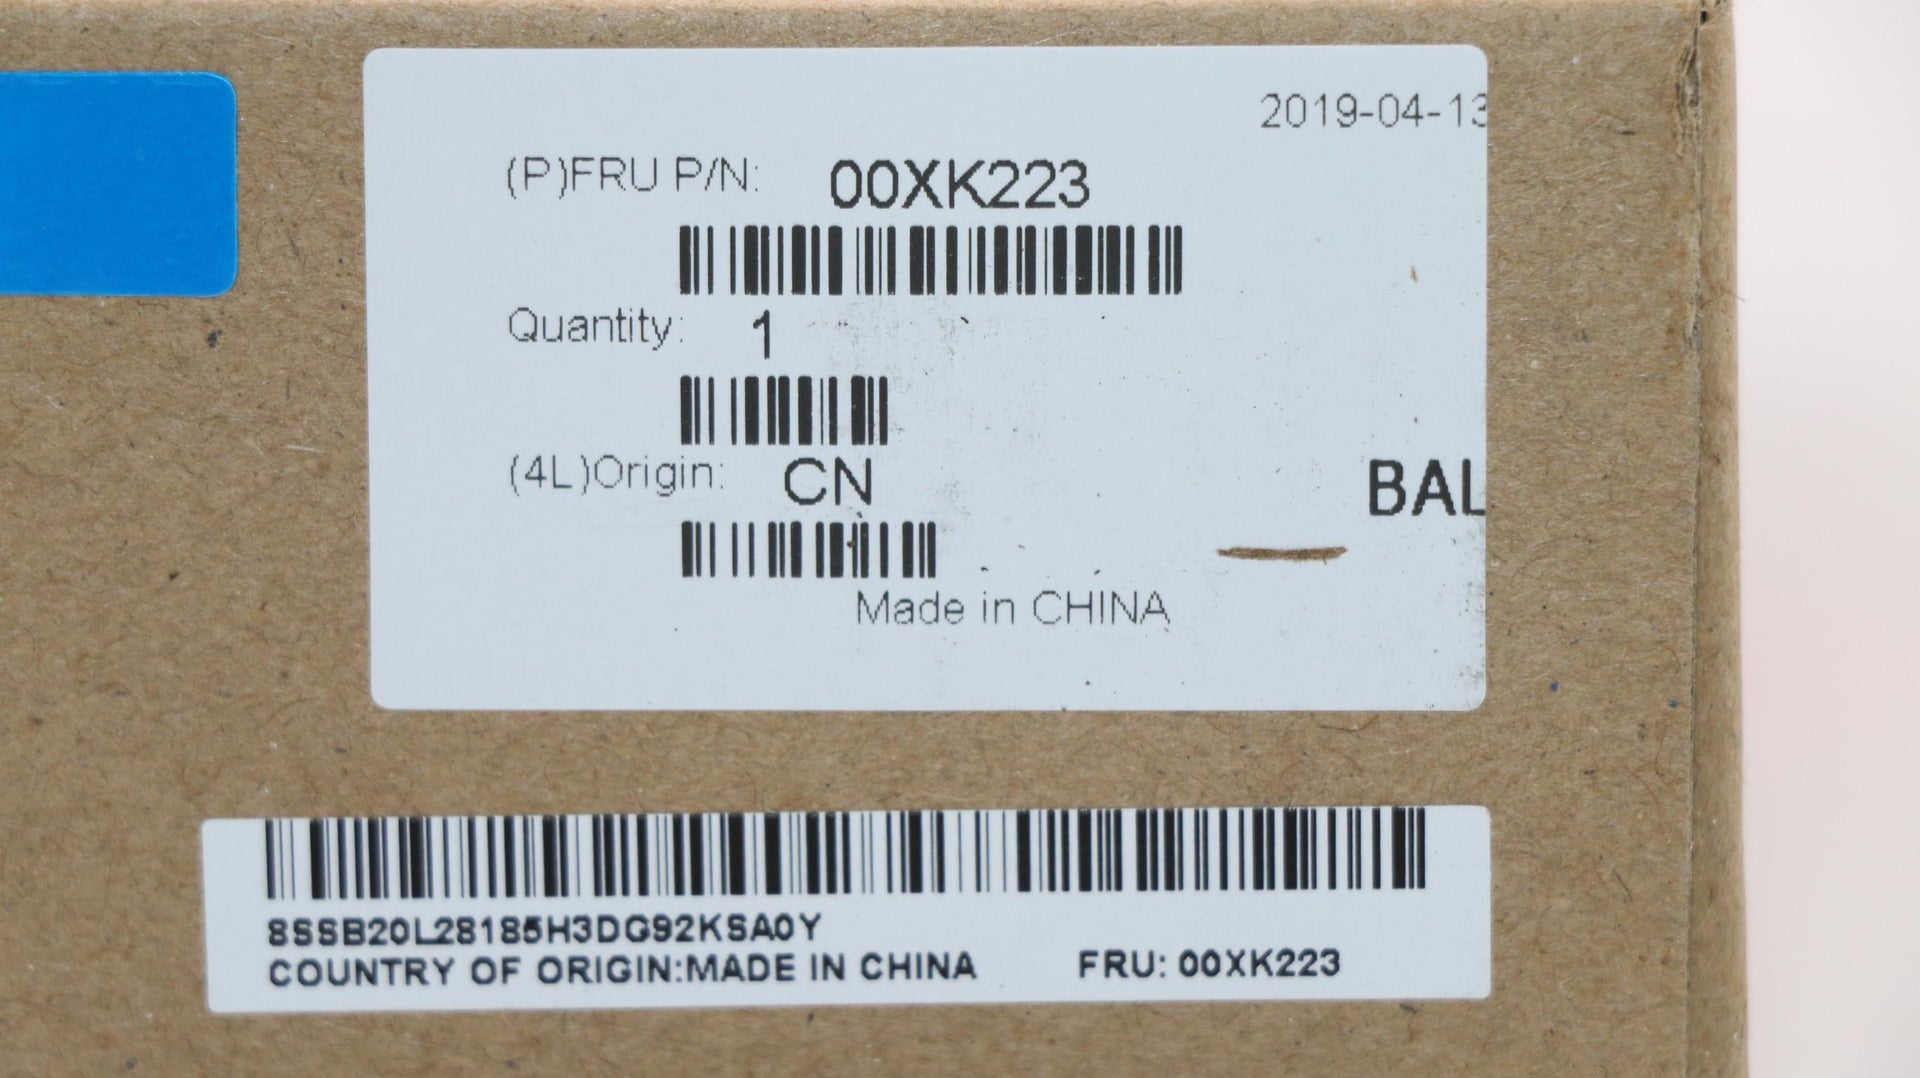 2019-04-13
(P)FRU P/N: 00XK223
Quantity: 1
(4L)Origin: CN
BAL
Made in CHINA
8SSB20L28185H3DG92KSA0Y
COUNTRY OF ORIGIN:MADE IN CHINA FRU: 00XK223